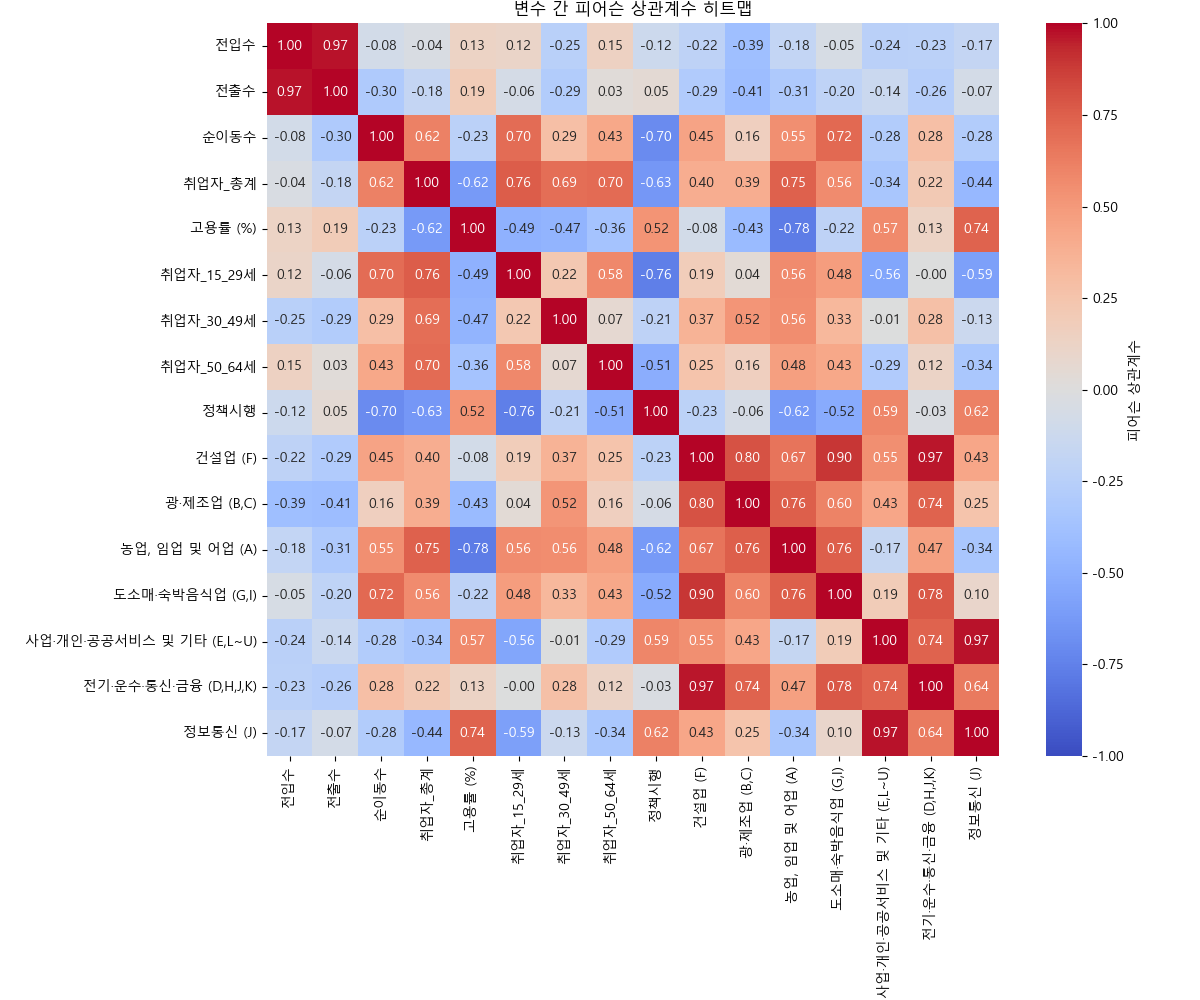 변수 간 피어슨 상관계수 히트맵
전입수 1.00 0.97 -0.08 -0.04 0.13 0.12 -0.25 0.15 -0.12 -0.22 -0.39 -0.18 -0.05 -0.24 -0.23 -0.17
전출수 0.97 1.00 -0.30 -0.18 0.19 -0.06 -0.29 0.03 0.05 -0.29 -0.41 -0.31 -0.20 -0.14 -0.26 -0.07
순이동수 -0.08 -0.30 1.00 0.62 -0.23 0.70 0.29 0.43 -0.70 0.45 0.16 0.55 0.72 -0.28 0.28 -0.28
취업자_총계 -0.04 -0.18 0.62 1.00 -0.62 0.76 0.69 0.70 -0.63 0.40 0.39 0.75 0.56 -0.34 0.22 -0.44
고용률 (%) 0.13 0.19 -0.23 -0.62 1.00 -0.49 -0.47 -0.36 0.52 -0.08 -0.43 -0.78 -0.22 0.57 0.13 0.74
취업자_15_29세 0.12 -0.06 0.70 0.76 -0.49 1.00 0.22 0.58 -0.76 0.19 0.04 0.56 0.48 -0.56 -0.00 -0.59
취업자_30_49세 -0.25 -0.29 0.29 0.69 -0.47 0.22 1.00 0.07 -0.21 0.37 0.52 0.56 0.33 -0.01 0.28 -0.13
취업자_50_64세 0.15 0.03 0.43 0.70 -0.36 0.58 0.07 1.00 -0.51 0.25 0.16 0.48 0.43 -0.29 0.12 -0.34
정책시행 -0.12 0.05 -0.70 -0.63 0.52 -0.76 -0.21 -0.51 1.00 -0.23 -0.06 -0.62 -0.52 0.59 -0.03 0.62
건설업 (F) -0.22 -0.29 0.45 0.40 -0.08 0.19 0.37 0.25 -0.23 1.00 0.80 0.67 0.90 0.55 0.97 0.43
광·제조업 (B,C) -0.39 -0.41 0.16 0.39 -0.43 0.04 0.52 0.16 -0.06 0.80 1.00 0.76 0.60 0.43 0.74 0.25
농업, 임업 및 어업 (A) -0.18 -0.31 0.55 0.75 -0.78 0.56 0.56 0.48 -0.62 0.67 0.76 1.00 0.76 -0.17 0.47 -0.34
도소매·숙박음식업 (G,I) -0.05 -0.20 0.72 0.56 -0.22 0.48 0.33 0.43 -0.52 0.90 0.60 0.76 1.00 0.19 0.78 0.10
사업·개인·공공서비스 및 기타 (E,L~U) -0.24 -0.14 -0.28 -0.34 0.57 -0.56 -0.01 -0.29 0.59 0.55 0.43 -0.17 0.19 1.00 0.74 0.97
전기·운수·통신·금융 (D,H,J,K) -0.23 -0.26 0.28 0.22 0.13 -0.00 0.28 0.12 -0.03 0.97 0.74 0.47 0.78 0.74 1.00 0.64
정보통신 (J) -0.17 -0.07 -0.28 -0.44 0.74 -0.59 -0.13 -0.34 0.62 0.43 0.25 -0.34 0.10 0.97 0.64 1.00
전입수
전출수
순이동수
취업자_총계
고용률 (%)
취업자_15_29세
취업자_30_49세
취업자_50_64세
정책시행
건설업 (F)
광·제조업 (B,C)
농업, 임업 및 어업 (A)
도소매·숙박음식업 (G,I)
사업·개인·공공서비스 및 기타 (E,L~U)
전기·운수·통신·금융 (D,H,J,K)
정보통신 (J)
1.00
0.75
0.50
0.25
0.00
-0.25
-0.50
-0.75
-1.00
피어슨 상관계수